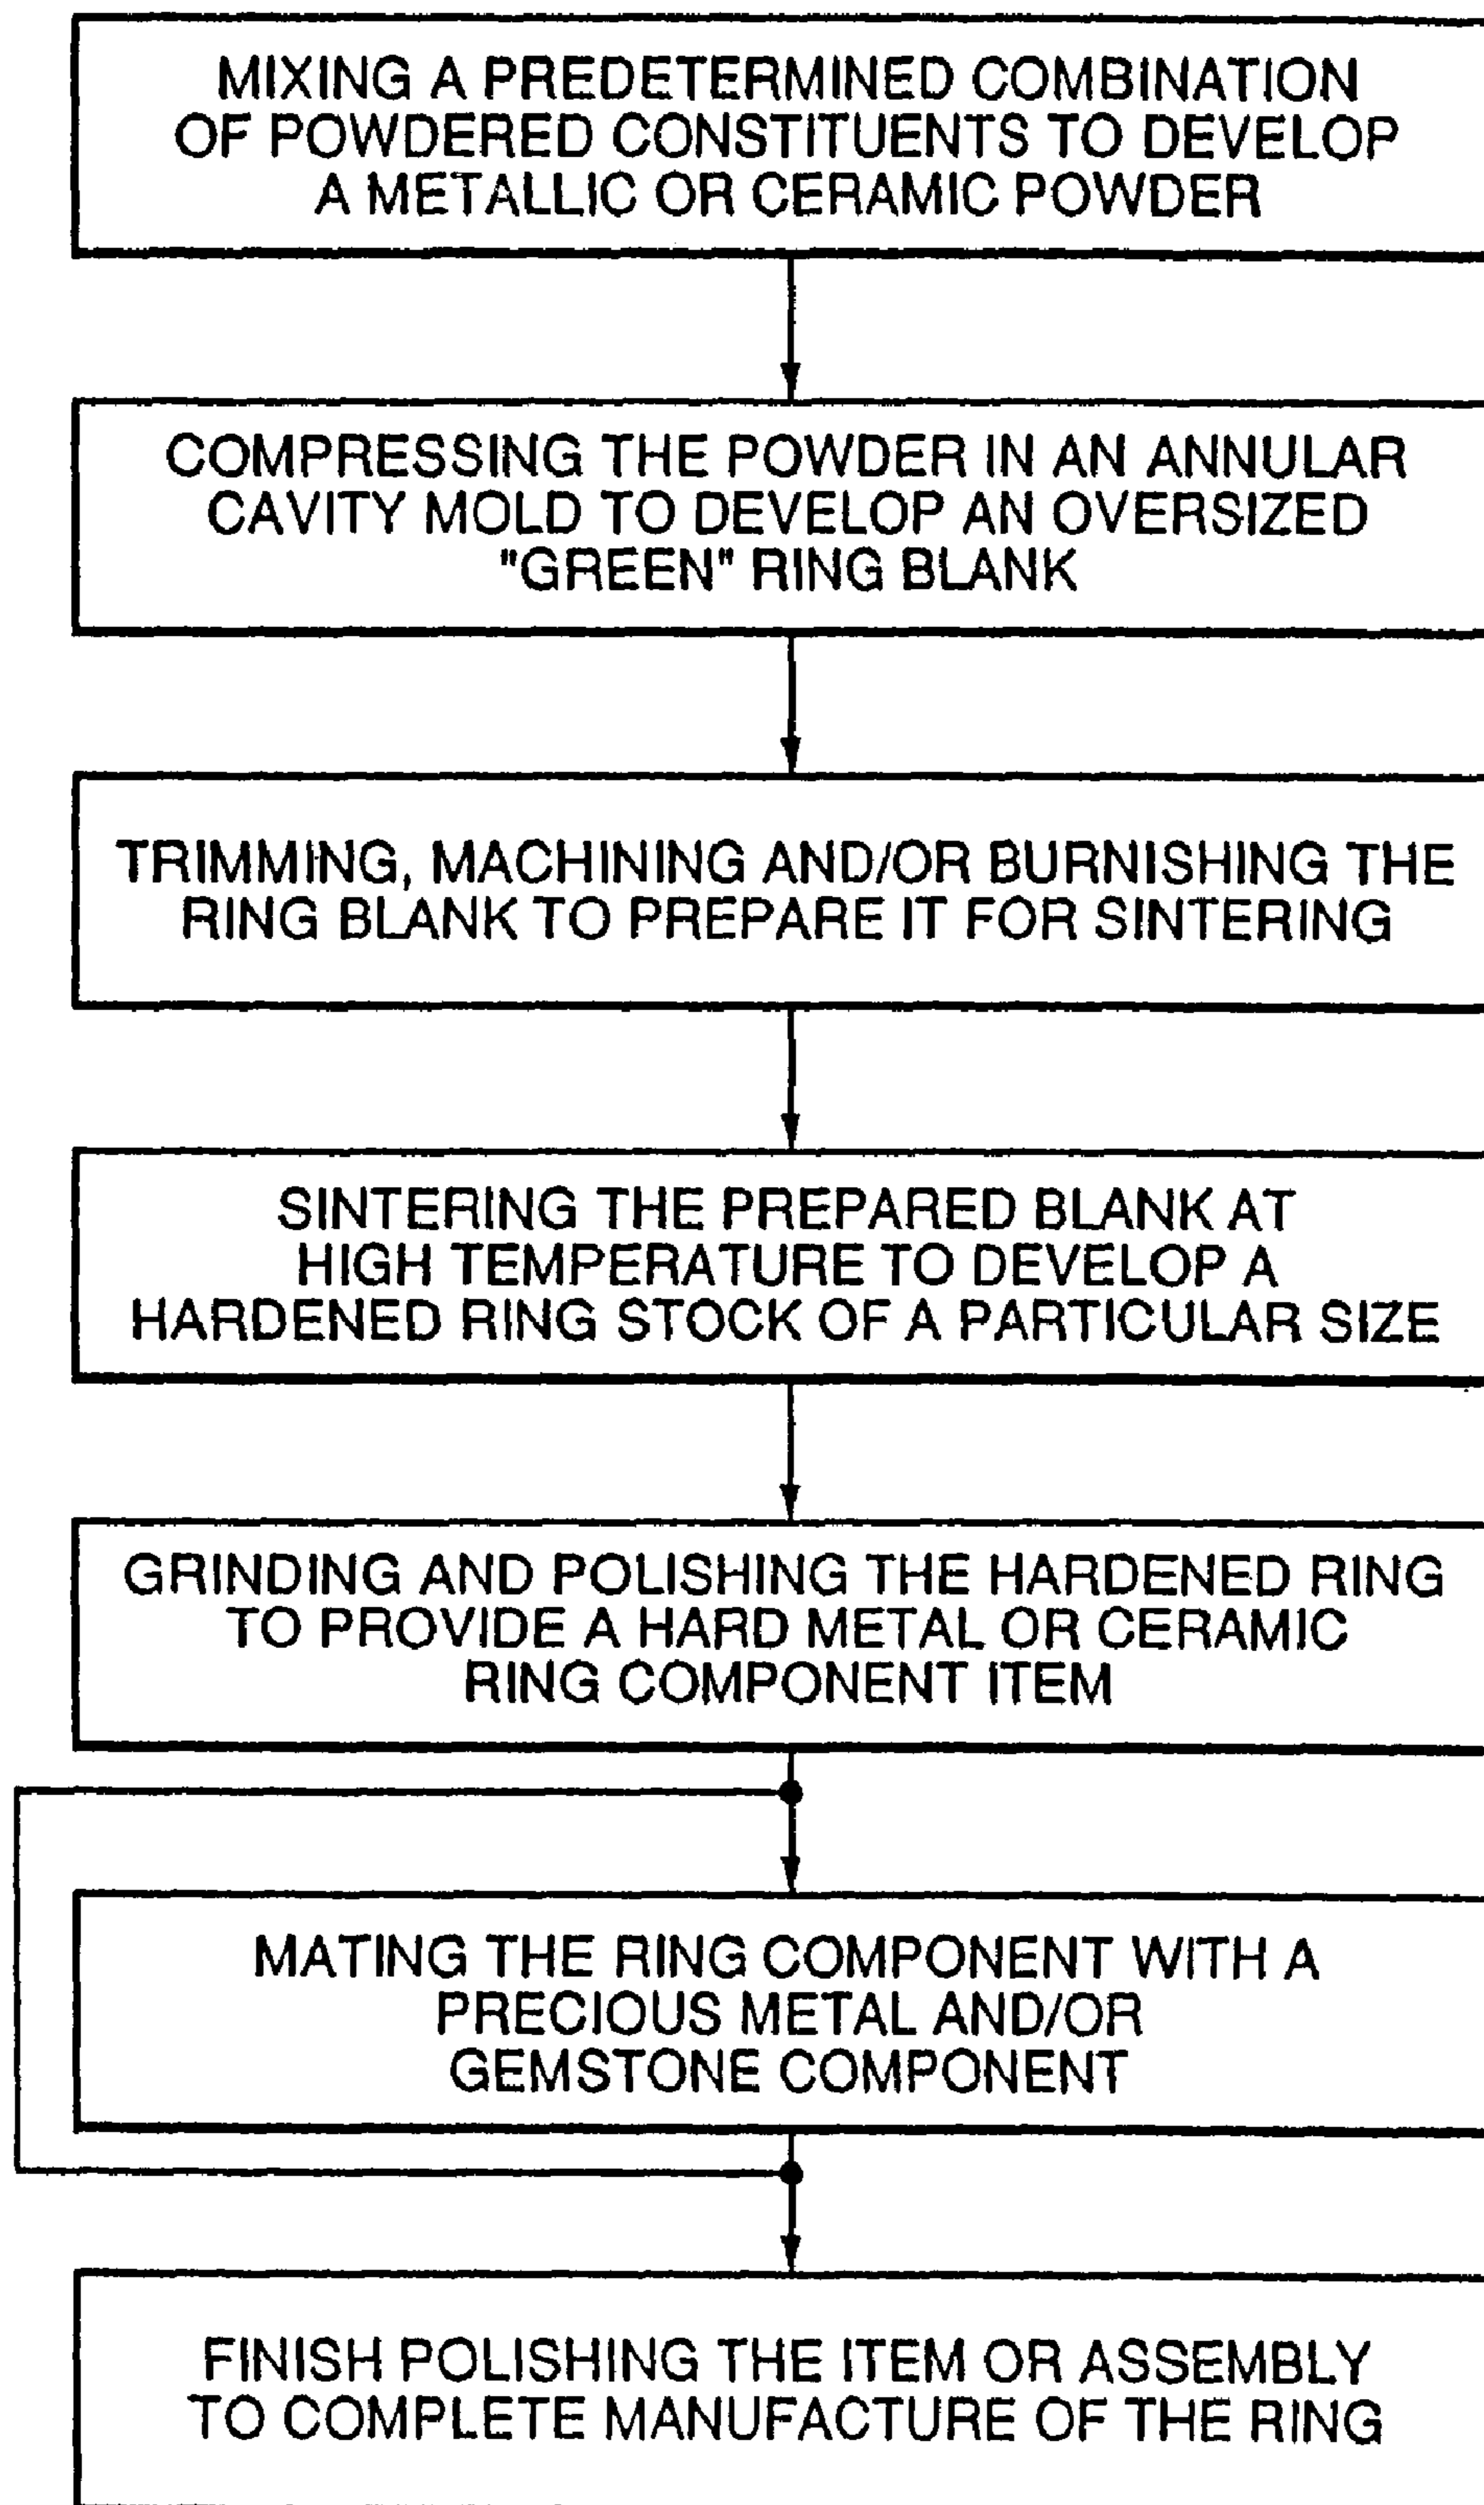 MIXING A PREDETERMINED COMBINATION
OF POWDERED CONSTITUENTS TO DEVELOP
A METALLIC OR CERAMIC POWDER
COMPRESSING THE POWDER IN AN ANNULAR
CAVITY MOLD TO DEVELOP AN OVERSIZED
"GREEN" RING BLANK
TRIMMING, MACHINING AND/OR BURNISHING THE
RING BLANK TO PREPARE IT FOR SINTERING
SINTERING THE PREPARED BLANK AT
HIGH TEMPERATURE TO DEVELOP A
HARDENED RING STOCK OF A PARTICULAR SIZE
GRINDING AND POLISHING THE HARDENED RING
TO PROVIDE A HARD METAL OR CERAMIC
RING COMPONENT ITEM
MATING THE RING COMPONENT WITH A
PRECIOUS METAL AND/OR
GEMSTONE COMPONENT
FINISH POLISHING THE ITEM OR ASSEMBLY
TO COMPLETE MANUFACTURE OF THE RING